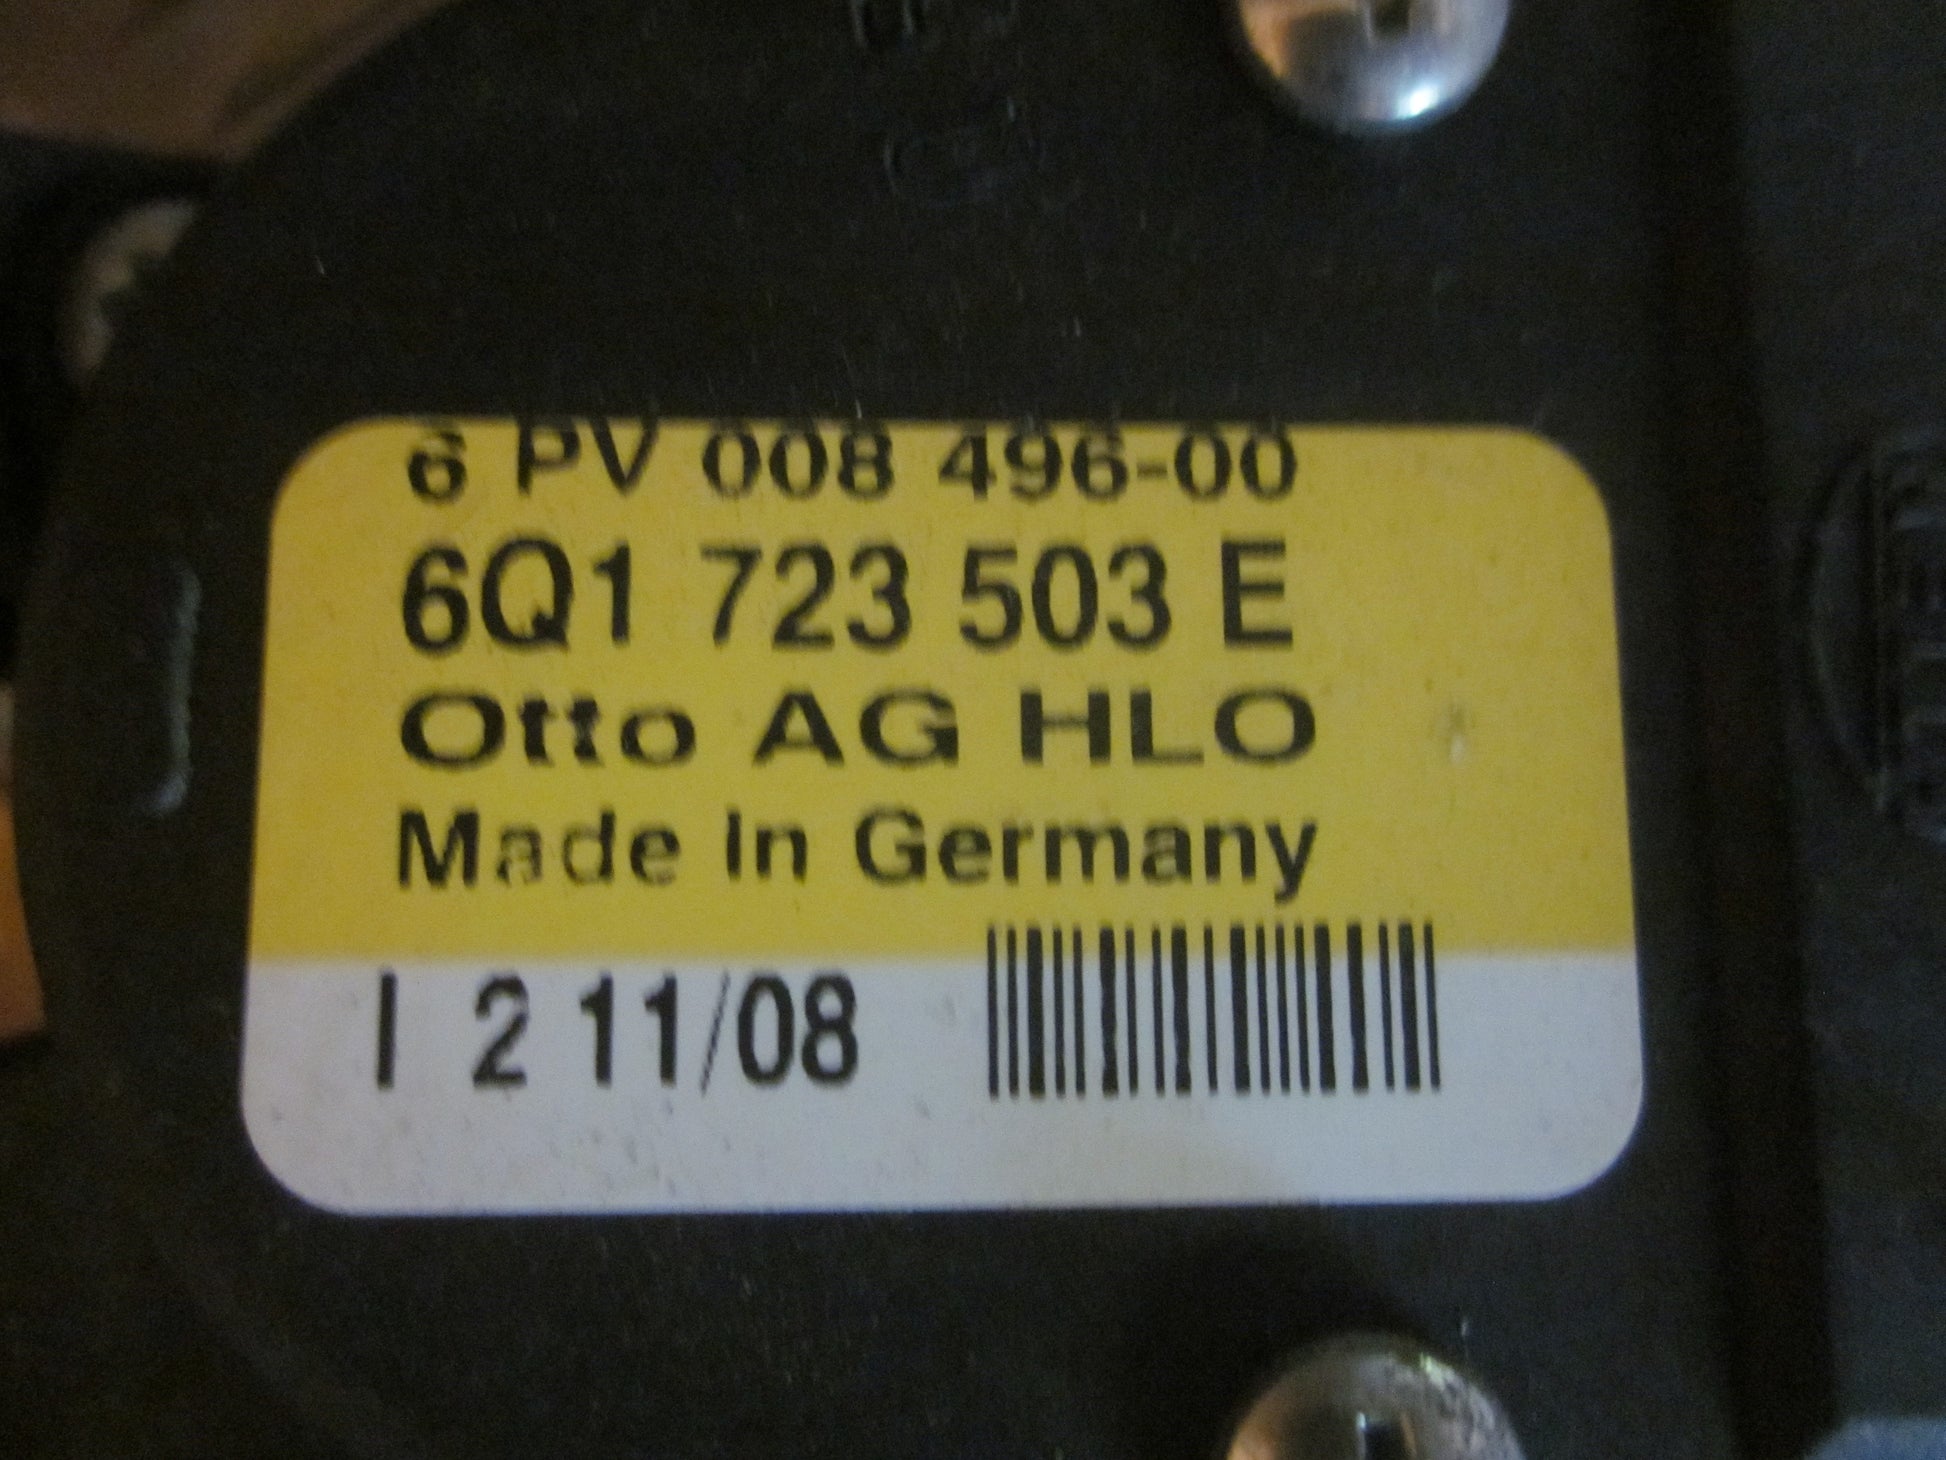 6 PV 008 496-00
6Q1 723 503 E
Otto AG HLO
Made in Germany
I 2 11/08